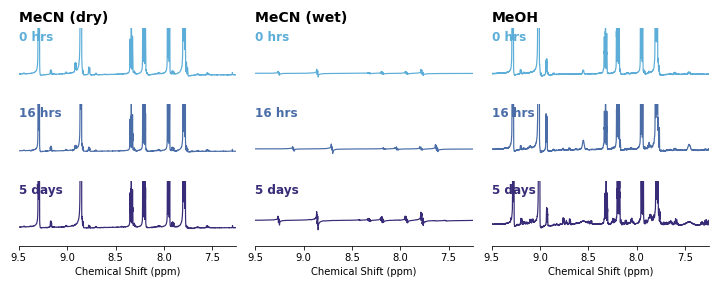 MeCN (dry)
0 hrs
16 hrs
5 days
9.5 9.0 8.5 8.0 7.5
Chemical Shift (ppm)
MeCN (wet)
0 hrs
16 hrs
5 days
9.5 9.0 8.5 8.0 7.5
Chemical Shift (ppm)
MeOH
0 hrs
16 hrs
5 days
9.5 9.0 8.5 8.0 7.5
Chemical Shift (ppm)